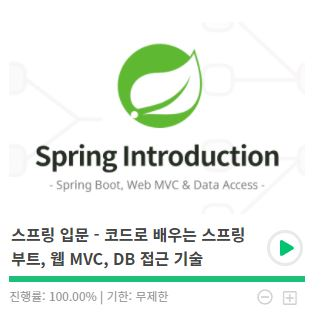 Spring Introduction
- Spring Boot, Web MVC & Data Access -
스프링 입문 - 코드로 배우는 스프링
부트, 웹 MVC, DB 접근 기술
진행률: 100.00% | 기한: 무제한